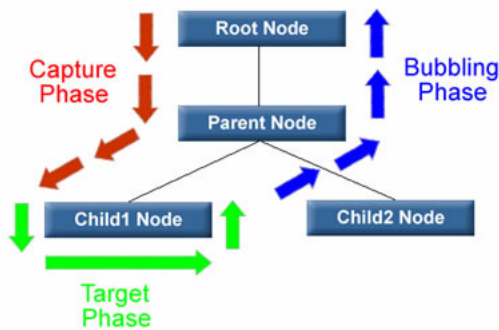 Root Node
Capture
Phase
Bubbling
Phase
Parent Node
Child1 Node
Child2 Node
Target
Phase